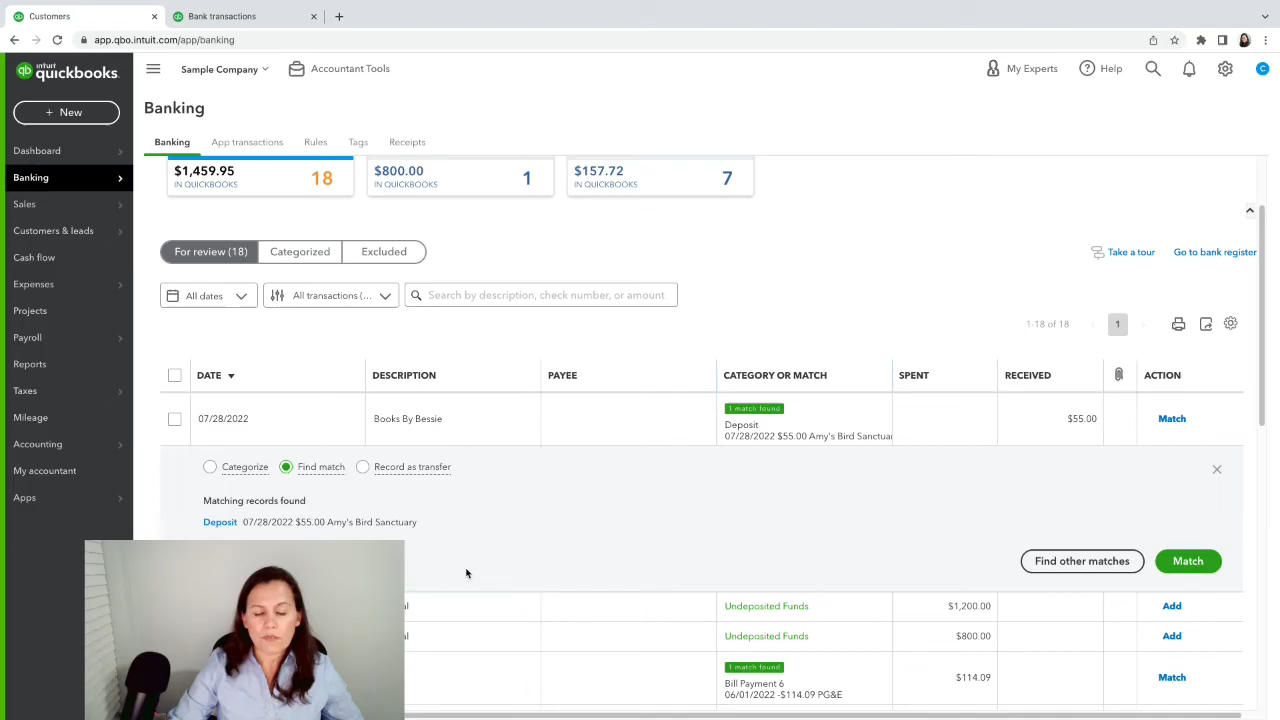 Customers
Bank transactions
app.qbo.intuit.com/app/banking
qb intuit quickbooks.
Sample Company
Accountant Tools
My Experts
Help
C
+ New
Banking
Dashboard
Banking
Sales
Customers & leads
Cash flow
Expenses
Projects
Payroll
Reports
Taxes
Mileage
Accounting
My accountant
Apps
Banking App transactions Rules Tags Receipts
$1,459.95 IN QUICKBOOKS 18
$800.00 IN QUICKBOOKS 1
$157.72 IN QUICKBOOKS 7
For review (18) Categorized Excluded
Take a tour Go to bank register
All dates All transactions (... Search by description, check number, or amount
1-18 of 18 1
DATE DESCRIPTION PAYEE CATEGORY OR MATCH SPENT RECEIVED ACTION
1 match found
07/28/2022 Books By Bessie Deposit $55.00 Match
07/28/2022 $55.00 Amy's Bird Sanctuar
Categorize Find match Record as transfer
Matching records found
Deposit 07/28/2022 $55.00 Amy's Bird Sanctuary
Find other matches Match
al Undeposited Funds $1,200.00 Add
al Undeposited Funds $800.00 Add
1 match found
Bill Payment 6 $114.09 Match
06/01/2022 -$114.09 PG&E